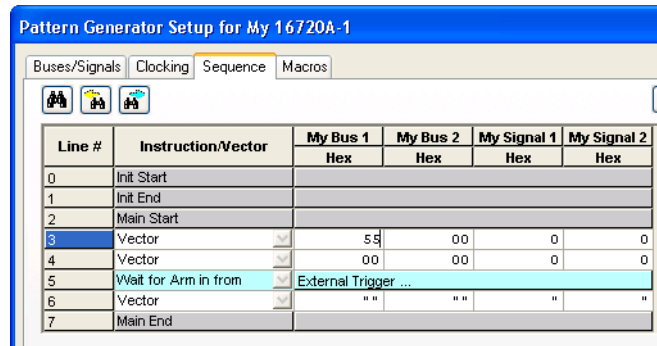 Pattern Generator Setup for My 16720A-1
Buses/Signals Clocking Sequence Macros
Line # Instruction/Vector My Bus 1 My Bus 2 My Signal 1 My Signal 2
Hex Hex Hex Hex
0 Init Start
1 Init End
2 Main Start
3 Vector 55 00 0 0
4 Vector 00 00 0 0
5 Wait for Arm in from External Trigger ...
6 Vector " " " " " "
7 Main End